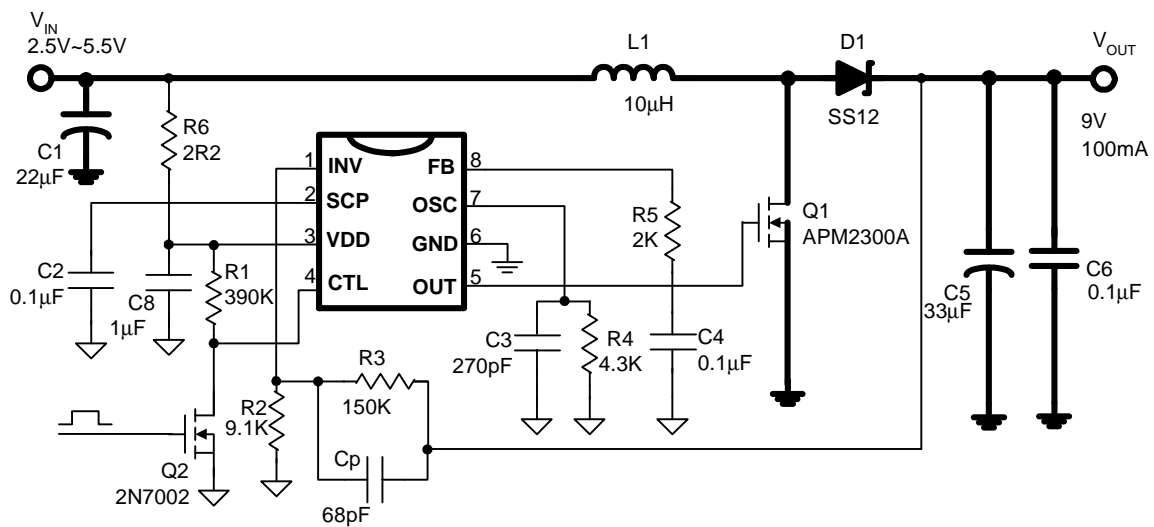 V_IN
2.5V~5.5V
L1
10μH
D1
SS12
V_OUT
9V
100mA
C1
22μF
R6
2R2
1
INV
FB
8
2
SCP
OSC
7
3
VDD
GND
6
4
CTL
OUT
5
R5
2K
Q1
APM2300A
C2
0.1μF
C8
1μF
R1
390K
C3
270pF
R4
4.3K
C4
0.1μF
C5
33μF
C6
0.1μF
R3
150K
R2
9.1K
Cp
68pF
Q2
2N7002